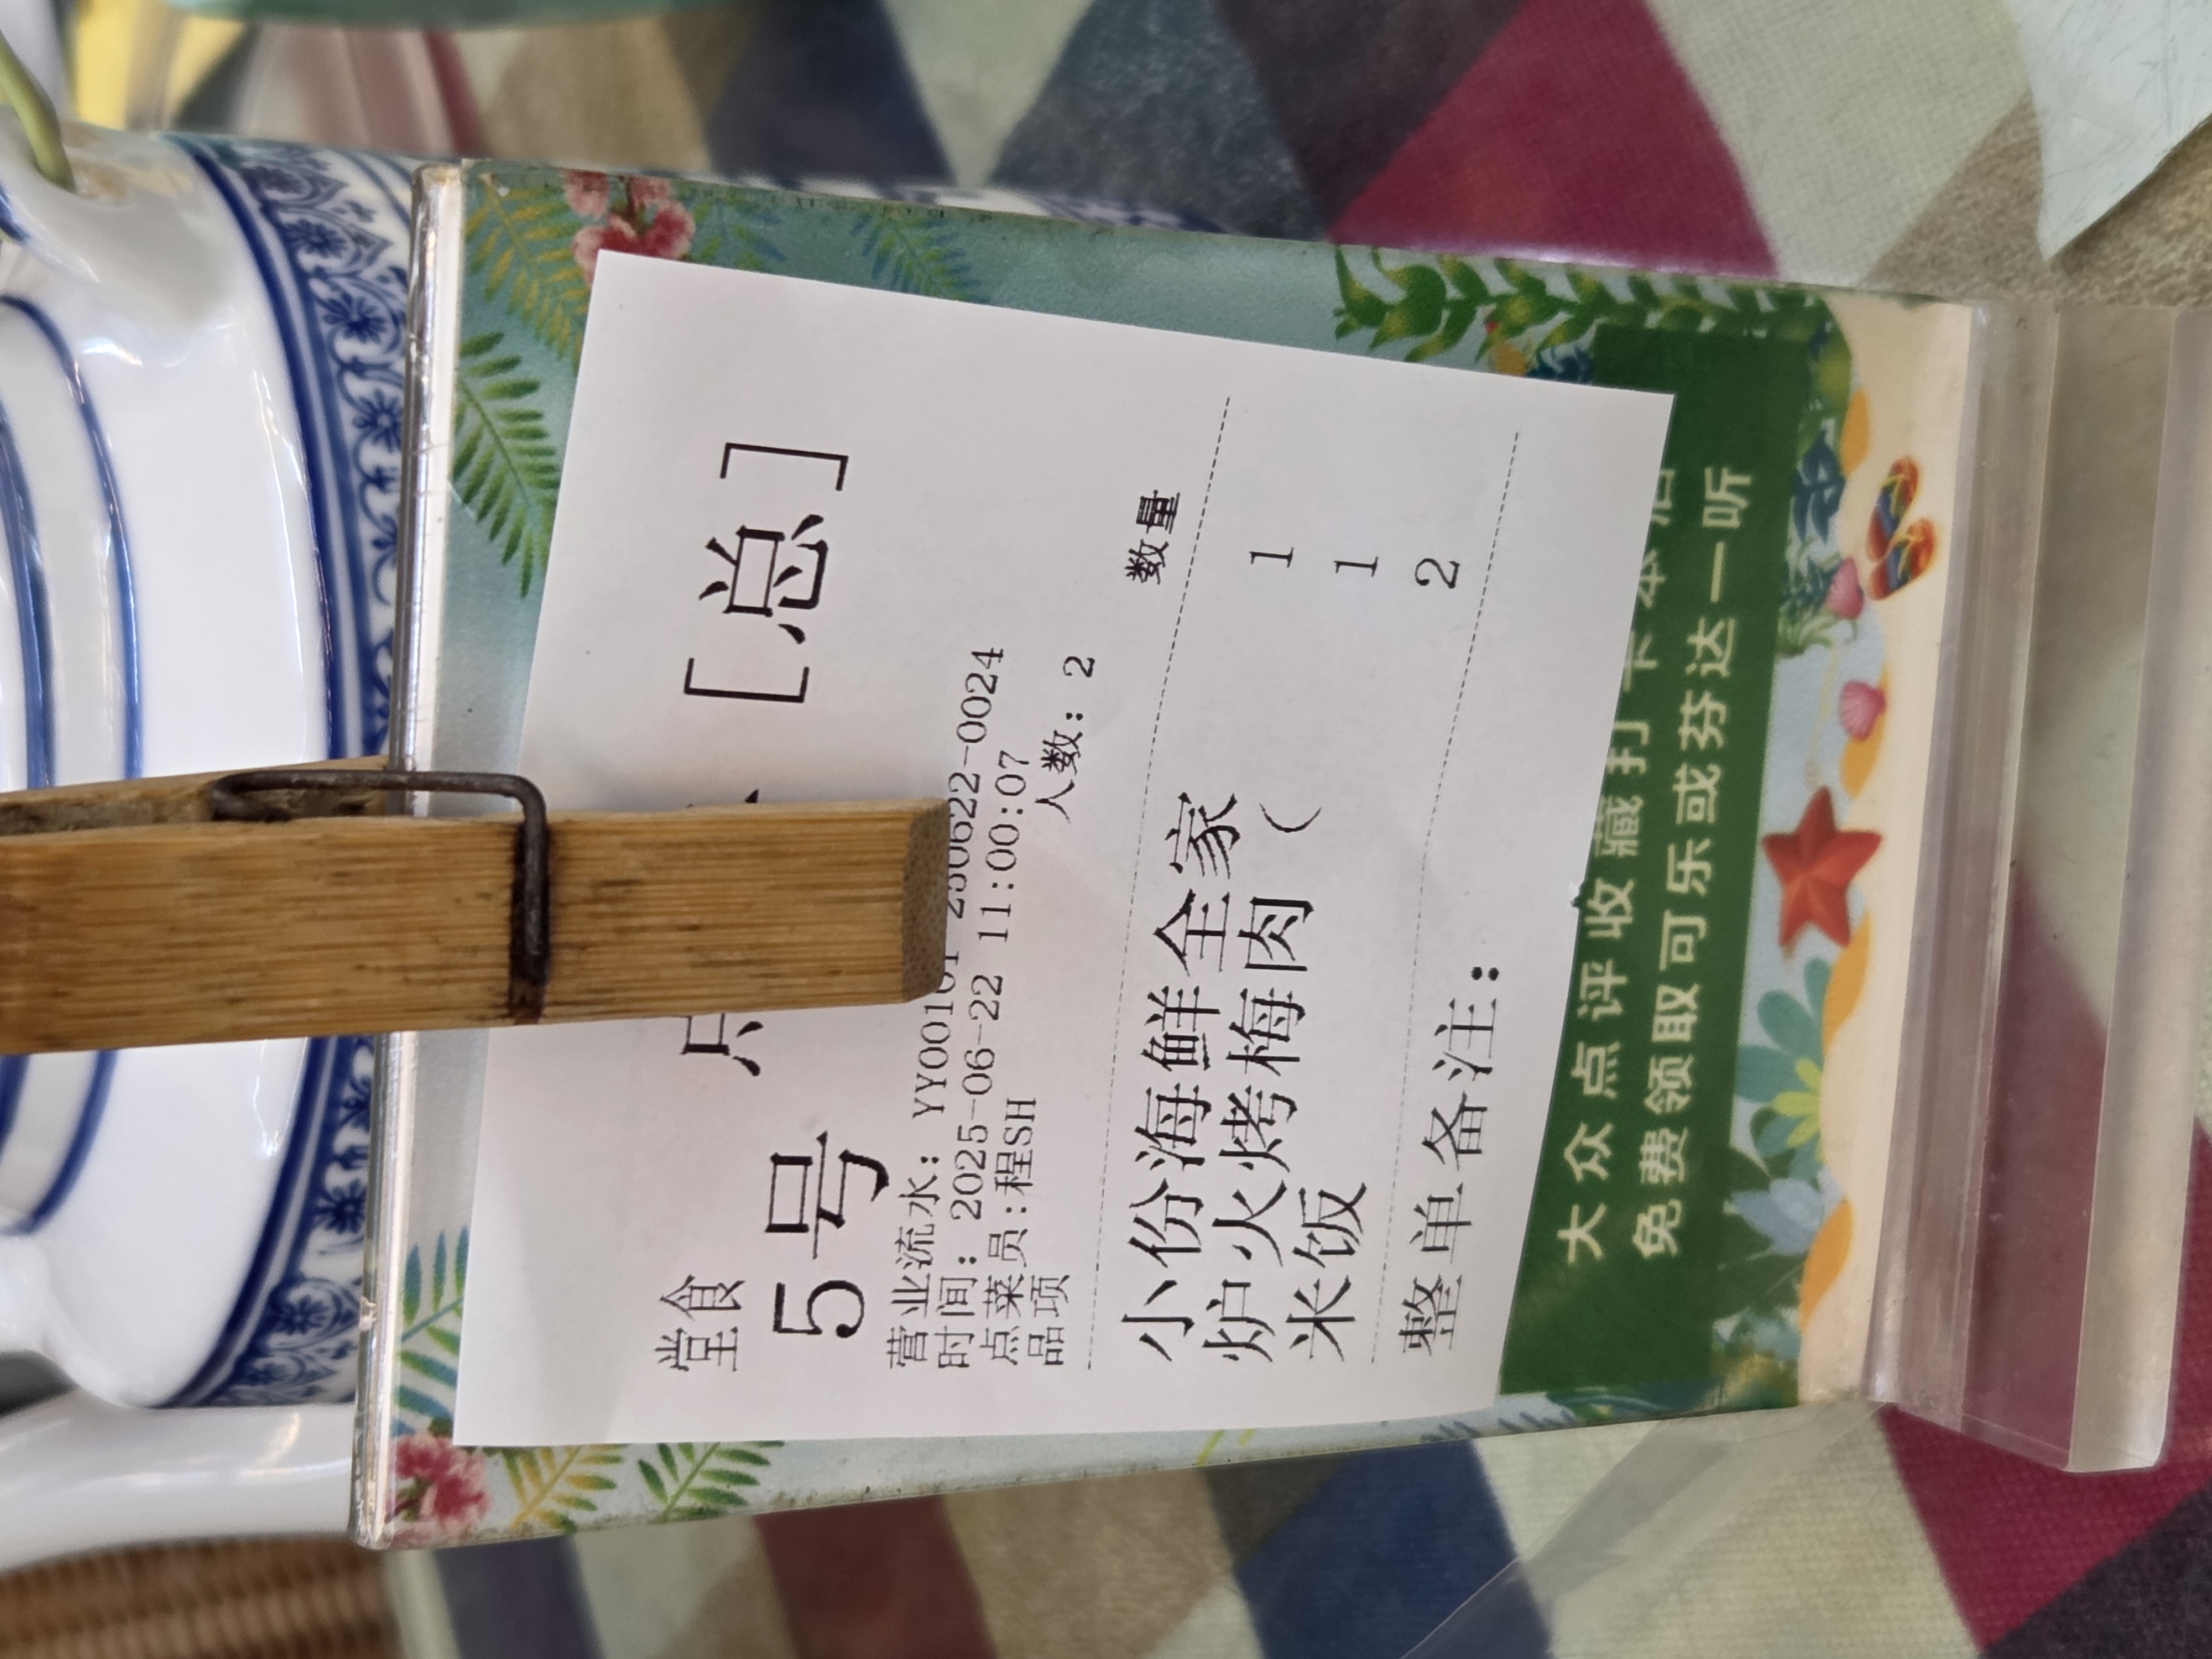 堂食
点 [总]
5号
营业流水: YY00101 250622-0024
时间: 2025-06-22 11:00:07
点菜员:程SH 人数: 2
品项 数量
小份海鲜全家 1
炉火烤梅肉( 1
米饭 2
整单备注:
大众点评收藏打卡本店
免费领取可乐或芬达一听